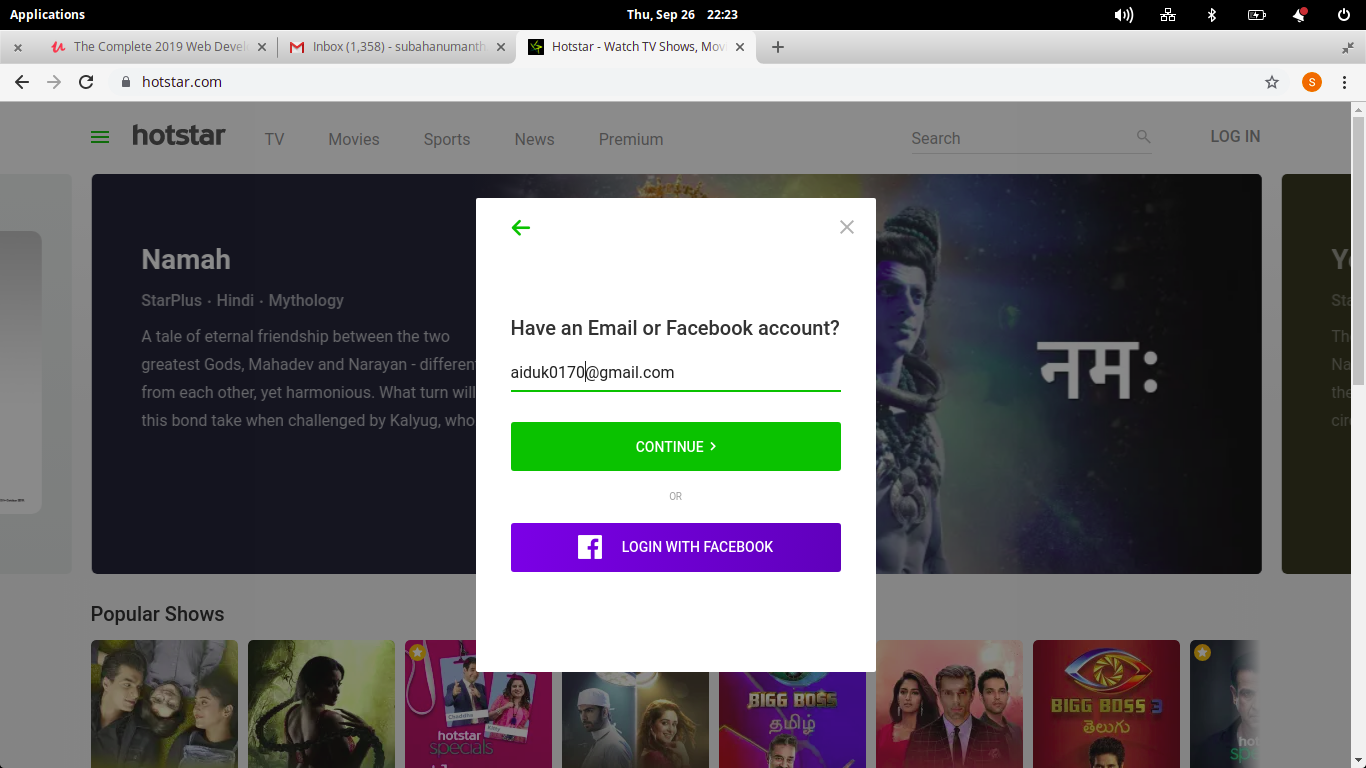 Applications
Thu, Sep 26 22:23
The Complete 2019 Web Devel
Inbox (1,358) - subahanumanth
Hotstar - Watch TV Shows, Mov
hotstar.com
S
hotstar
TV
Movies
Sports
News
Premium
Search
LOG IN
Namah
StarPlus · Hindi · Mythology
A tale of eternal friendship between the two
greatest Gods, Mahadev and Narayan - different
from each other, yet harmonious. What turn will
this bond take when challenged by Kalyug, who
नमः
Have an Email or Facebook account?
aiduk0170@gmail.com
CONTINUE >
OR
LOGIN WITH FACEBOOK
Popular Shows
hotstar
specials
BIGG BOSS
தமிழ்
BIGG BOSS 3
తెలుగు